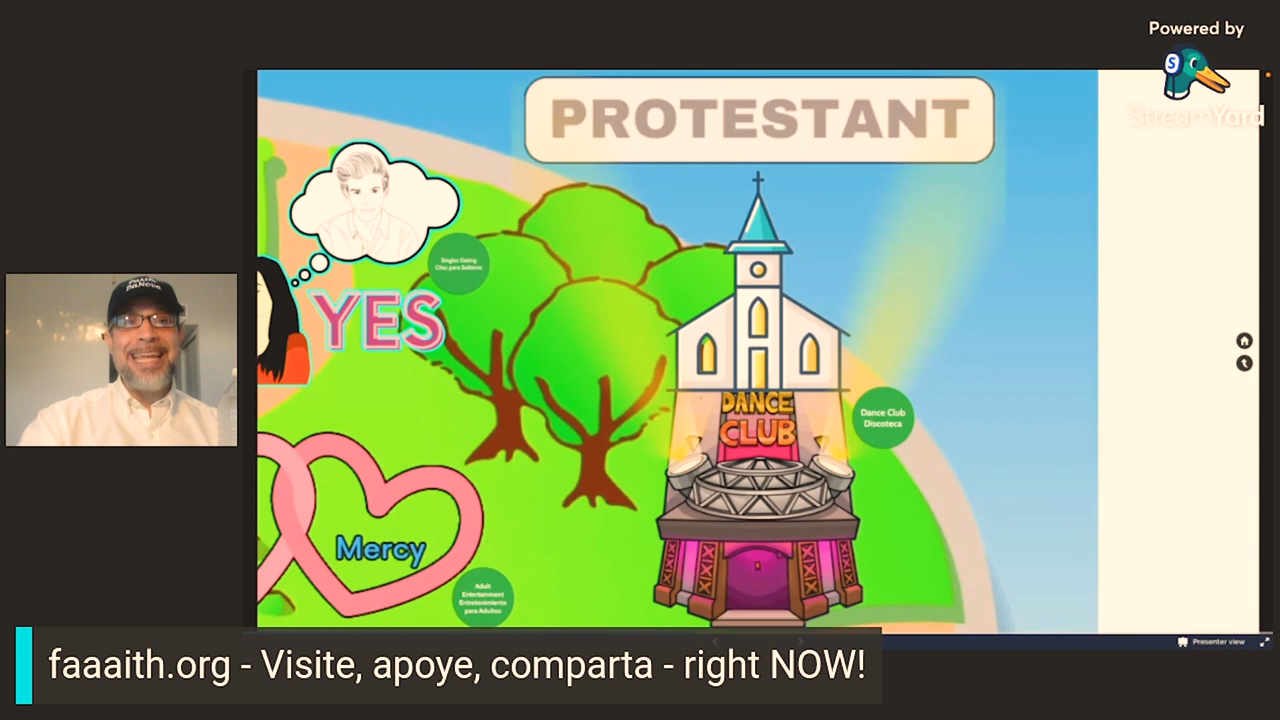 Powered by
StreamYard
PROTESTANT
Singles Dating
Citas para Solteros
YES
DANCE
CLUB
Dance Club
Discoteca
Mercy
Adult
Entertainment
Entretenimiento
para Adultos
Presenter view
faaaith.org - Visite, apoye, comparta - right NOW!